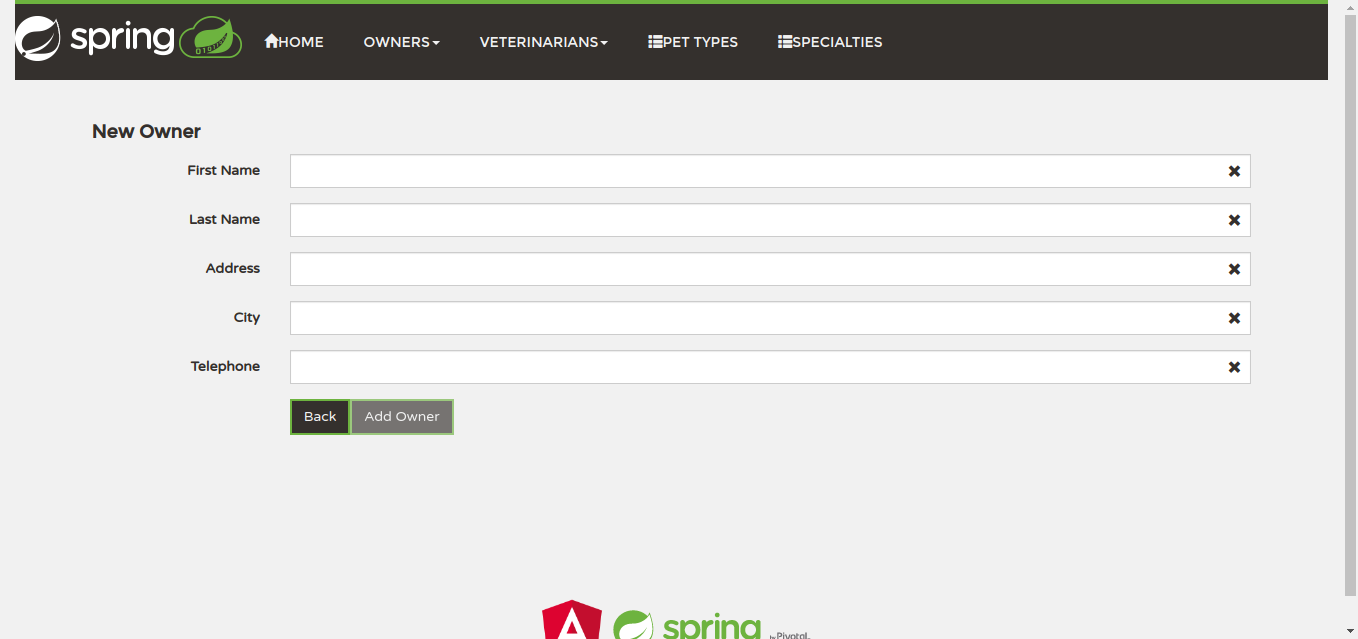 spring HOME OWNERS VETERINARIANS PET TYPES SPECIALTIES
New Owner
First Name
Last Name
Address
City
Telephone
Back Add Owner
spring by Pivotal